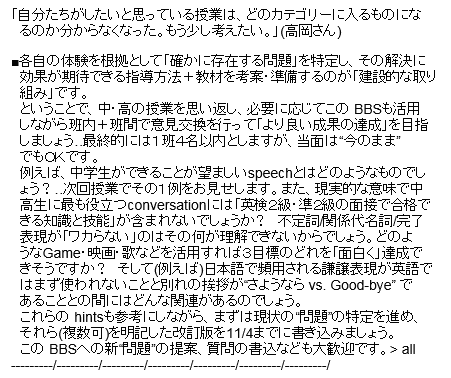 「自分たちがしたいと思っている授業は、どのカテゴリーに入るものにな
るのか分からなくなった。もう少し考えたい。」(高岡さん)
■各自の体験を根拠として「確かに存在する問題」を特定し、その解決に
効果が期待できる指導方法＋教材を考案・準備するのが「建設的な取り
組み」です。
ということで、中・高の授業を思い返し、必要に応じてこの BBSも活用
しながら班内＋班間で意見交換を行って「より良い成果の達成」を目指
しましょう…最終的には１班４名以内としますが、当面は“今のまま”
でもOKです。
例えば、中学生ができることが望ましいspeechとはどのようなものでし
ょう？…次回授業でその１例をお見せします。また、現実的な意味で中
高生に最も役立つconversationには「英検２級・準２級の面接で合格で
きる知識と技能」が含まれないでしょうか？　不定詞/関係代名詞/完了
表現が「ワカらない」のはその何が理解できないからでしょう。どのよ
うなGame・映画・歌などを活用すれば３目標のどれを「面白く」達成で
きそうですか？　そして(例えば)日本語で頻用される謙譲表現が英語で
はまず使われないことと別れの挨拶が“さようなら vs. Good-bye” で
あることとの間にはどんな関連があるのでしょう。
これらの hintsも参考にしながら、まずは現状の“問題”の特定を進め、
それら(複数可)を明記した改訂版を11/4までに書き込みましょう。
この BBSへの新“問題”の提案、質問の書込なども大歓迎です。> all
---------/---------/---------/---------/---------/---------/---------/